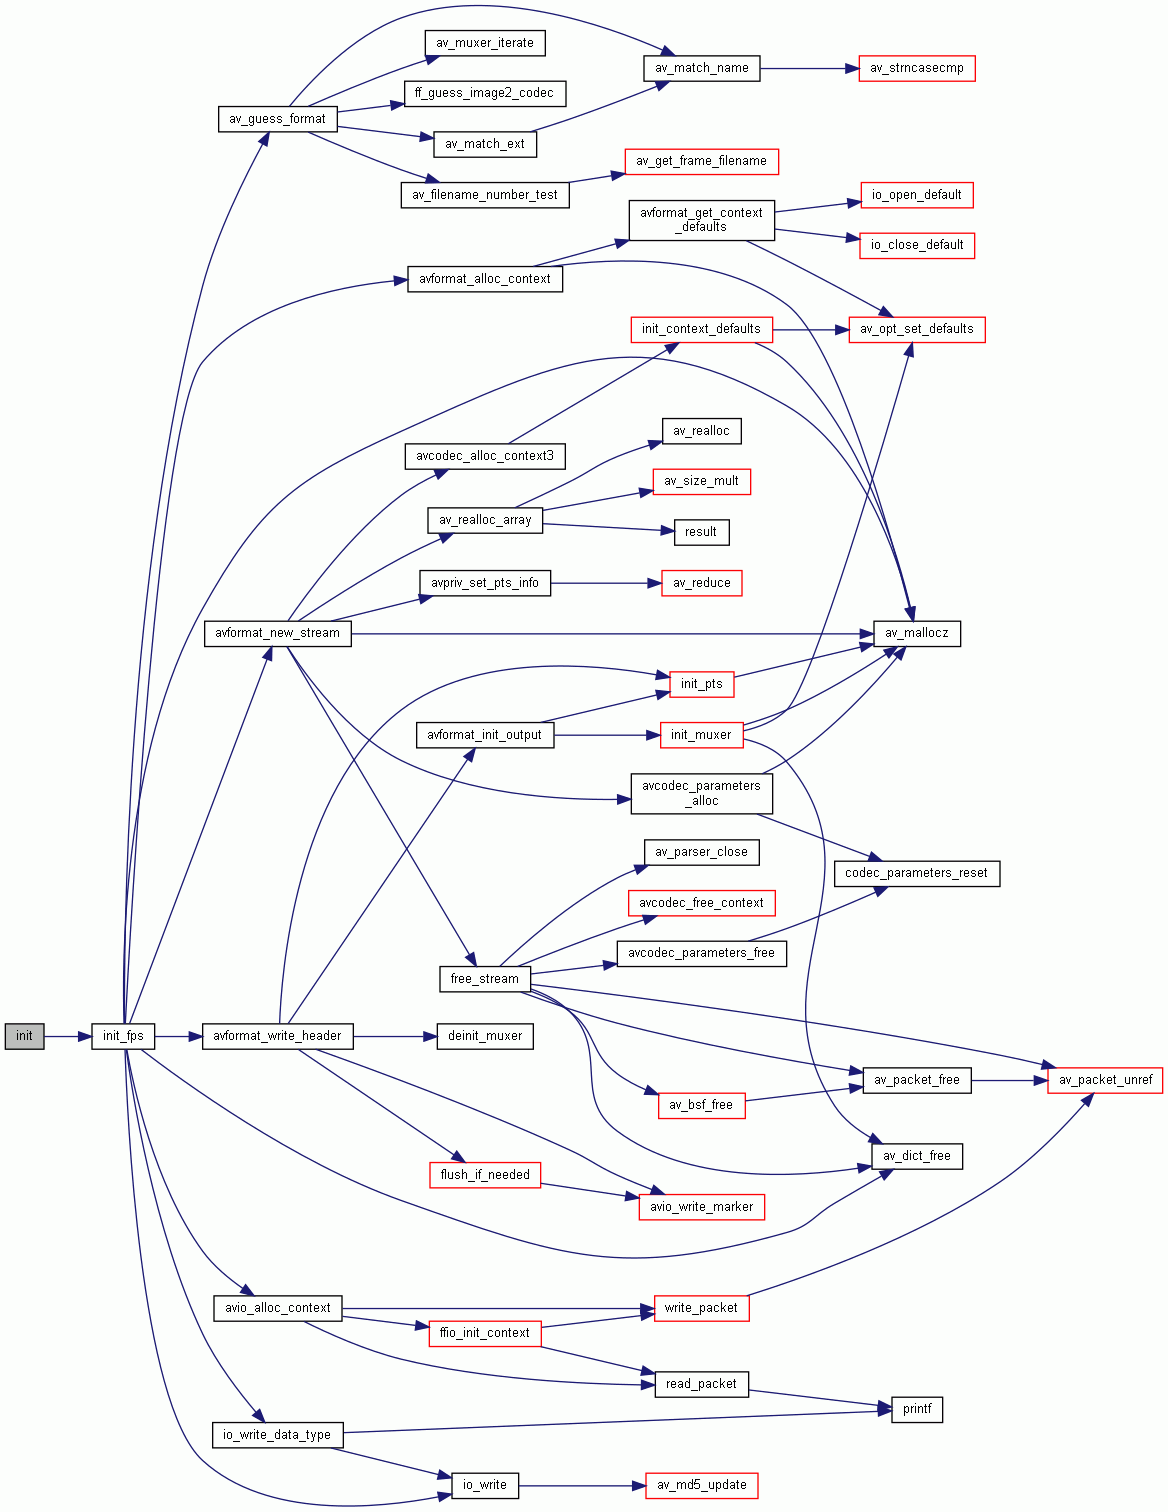 av_muxer_iterate
av_match_name
av_strncasecmp
ff_guess_image2_codec
av_guess_format
av_match_ext
av_get_frame_filename
av_filename_number_test
io_open_default
avformat_get_context
_defaults
io_close_default
avformat_alloc_context
init_context_defaults
av_opt_set_defaults
av_realloc
avcodec_alloc_context3
av_size_mult
av_realloc_array
result
avpriv_set_pts_info
av_reduce
avformat_new_stream
av_mallocz
init_pts
avformat_init_output
init_muxer
avcodec_parameters
_alloc
av_parser_close
codec_parameters_reset
avcodec_free_context
avcodec_parameters_free
free_stream
init
init_fps
avformat_write_header
deinit_muxer
av_packet_free
av_packet_unref
av_bsf_free
av_dict_free
flush_if_needed
avio_write_marker
avio_alloc_context
write_packet
ffio_init_context
read_packet
printf
io_write_data_type
io_write
av_md5_update